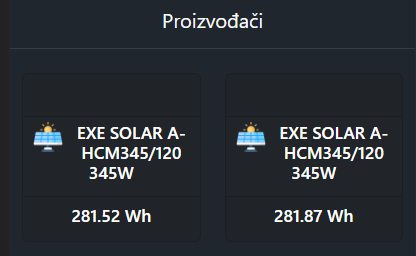 Proizvođači
EXE SOLAR A-
HCM345/120
345W
281.52 Wh
EXE SOLAR A-
HCM345/120
345W
281.87 Wh